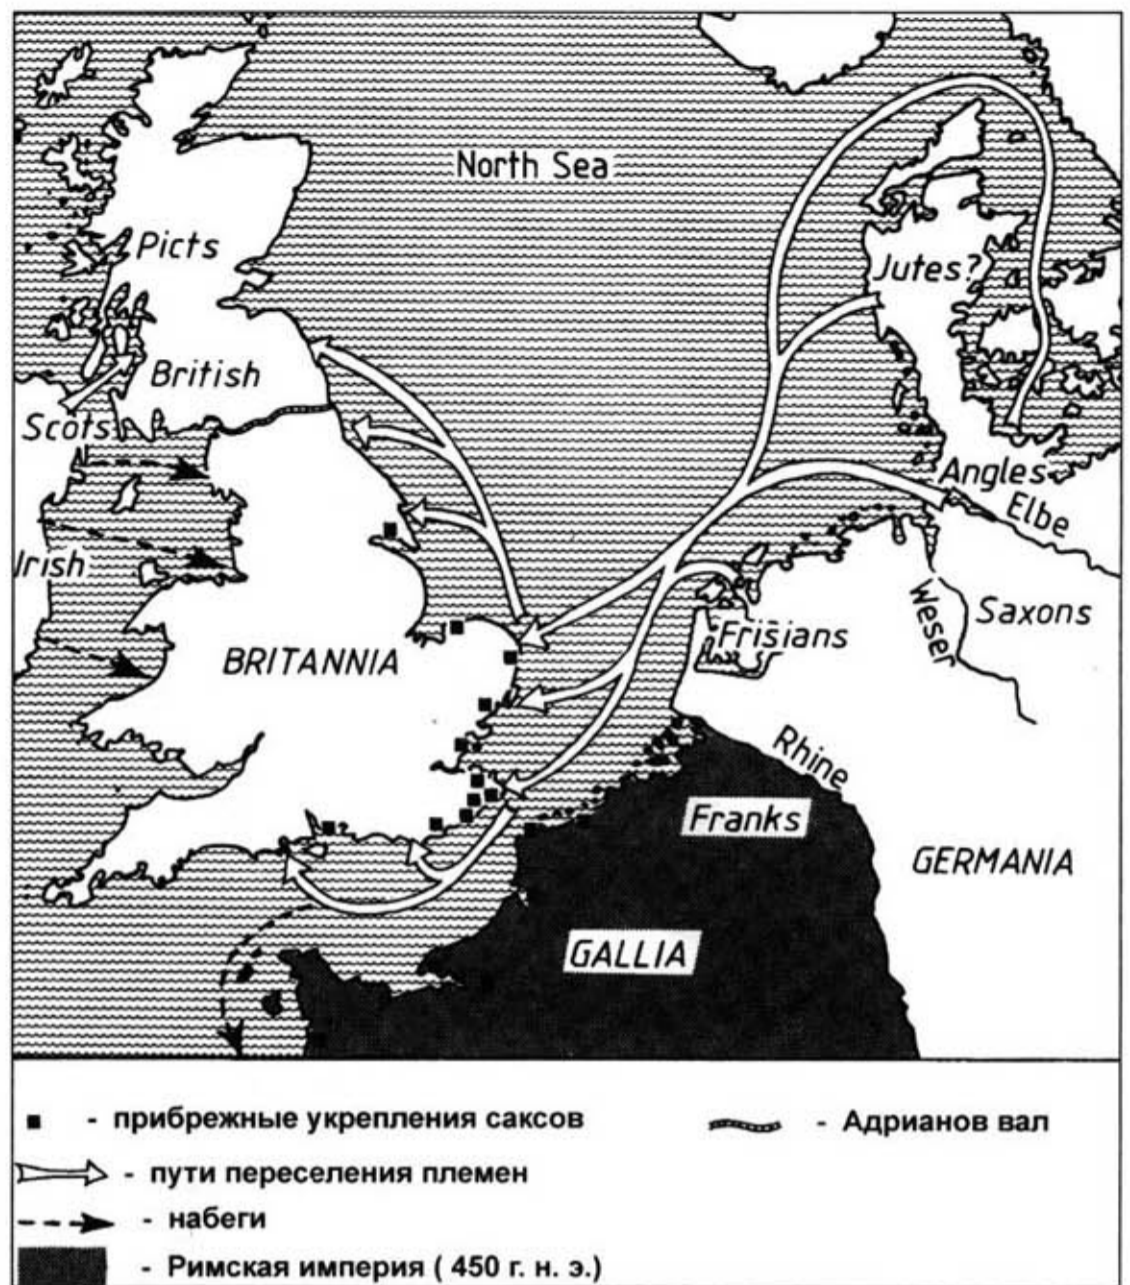 North Sea
Picts
Jutes?
British
Scots
Angles
Elbe
Irish
Weser
Saxons
Frisians
BRITANNIA
Rhine
Franks
GERMANIA
GALLIA
- прибрежные укрепления саксов
- Адрианов вал
- пути переселения племен
- набеги
- Римская империя ( 450 г. н. э.)